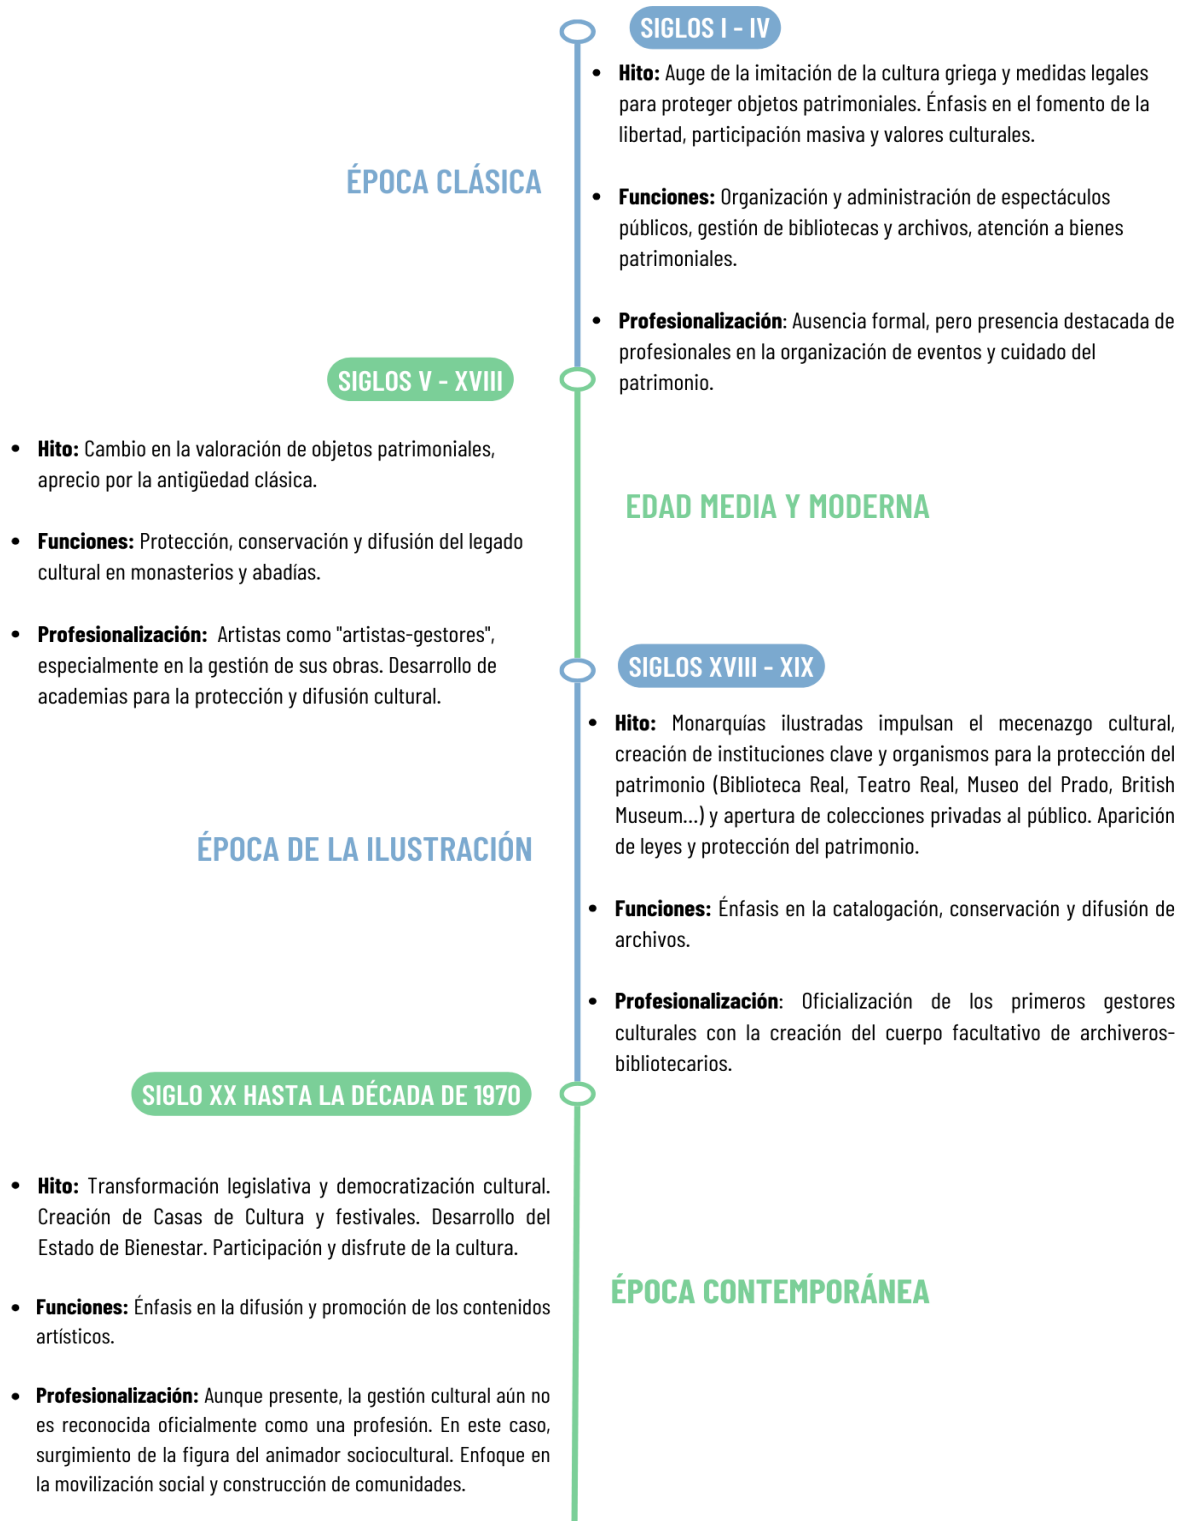 SIGLOS I - IV
• Hito: Auge de la imitación de la cultura griega y medidas legales
para proteger objetos patrimoniales. Énfasis en el fomento de la
libertad, participación masiva y valores culturales.
ÉPOCA CLÁSICA
• Funciones: Organización y administración de espectáculos
públicos, gestión de bibliotecas y archivos, atención a bienes
patrimoniales.
• Profesionalización: Ausencia formal, pero presencia destacada de
profesionales en la organización de eventos y cuidado del
patrimonio.
SIGLOS V - XVIII
• Hito: Cambio en la valoración de objetos patrimoniales,
aprecio por la antigüedad clásica.
EDAD MEDIA Y MODERNA
• Funciones: Protección, conservación y difusión del legado
cultural en monasterios y abadías.
• Profesionalización: Artistas como "artistas-gestores",
especialmente en la gestión de sus obras. Desarrollo de
academias para la protección y difusión cultural.
SIGLOS XVIII - XIX
• Hito: Monarquías ilustradas impulsan el mecenazgo cultural,
creación de instituciones clave y organismos para la protección del
patrimonio (Biblioteca Real, Teatro Real, Museo del Prado, British
Museum...) y apertura de colecciones privadas al público. Aparición
de leyes y protección del patrimonio.
ÉPOCA DE LA ILUSTRACIÓN
• Funciones: Énfasis en la catalogación, conservación y difusión de
archivos.
• Profesionalización: Oficialización de los primeros gestores
culturales con la creación del cuerpo facultativo de archiveros-
bibliotecarios.
SIGLO XX HASTA LA DÉCADA DE 1970
• Hito: Transformación legislativa y democratización cultural.
Creación de Casas de Cultura y festivales. Desarrollo del
Estado de Bienestar. Participación y disfrute de la cultura.
ÉPOCA CONTEMPORÁNEA
• Funciones: Énfasis en la difusión y promoción de los contenidos
artísticos.
• Profesionalización: Aunque presente, la gestión cultural aún no
es reconocida oficialmente como una profesión. En este caso,
surgimiento de la figura del animador sociocultural. Enfoque en
la movilización social y construcción de comunidades.